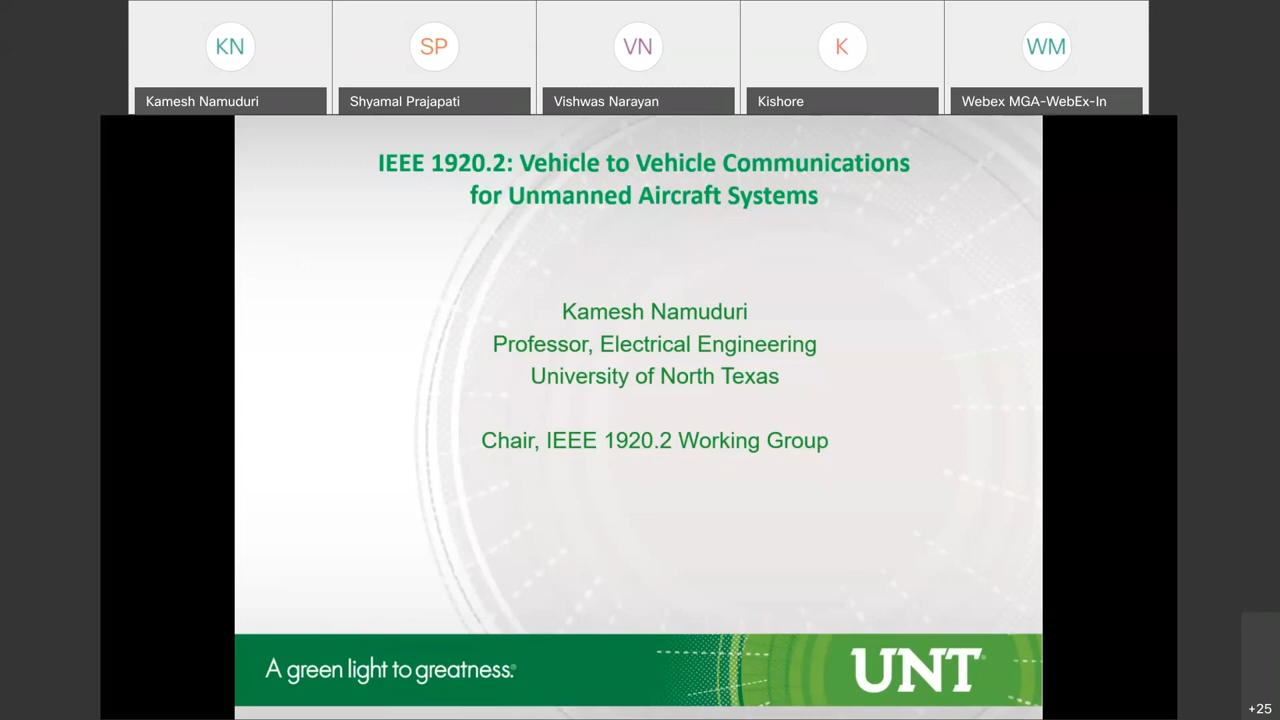 KN
SP
VN
K
WM
Kamesh Namuduri
Shyamal Prajapati
Vishwas Narayan
Kishore
Webex MGA-WebEx-In
IEEE 1920.2: Vehicle to Vehicle Communications
for Unmanned Aircraft Systems
Kamesh Namuduri
Professor, Electrical Engineering
University of North Texas
Chair, IEEE 1920.2 Working Group
A green light to greatness.®
UNT®
+25